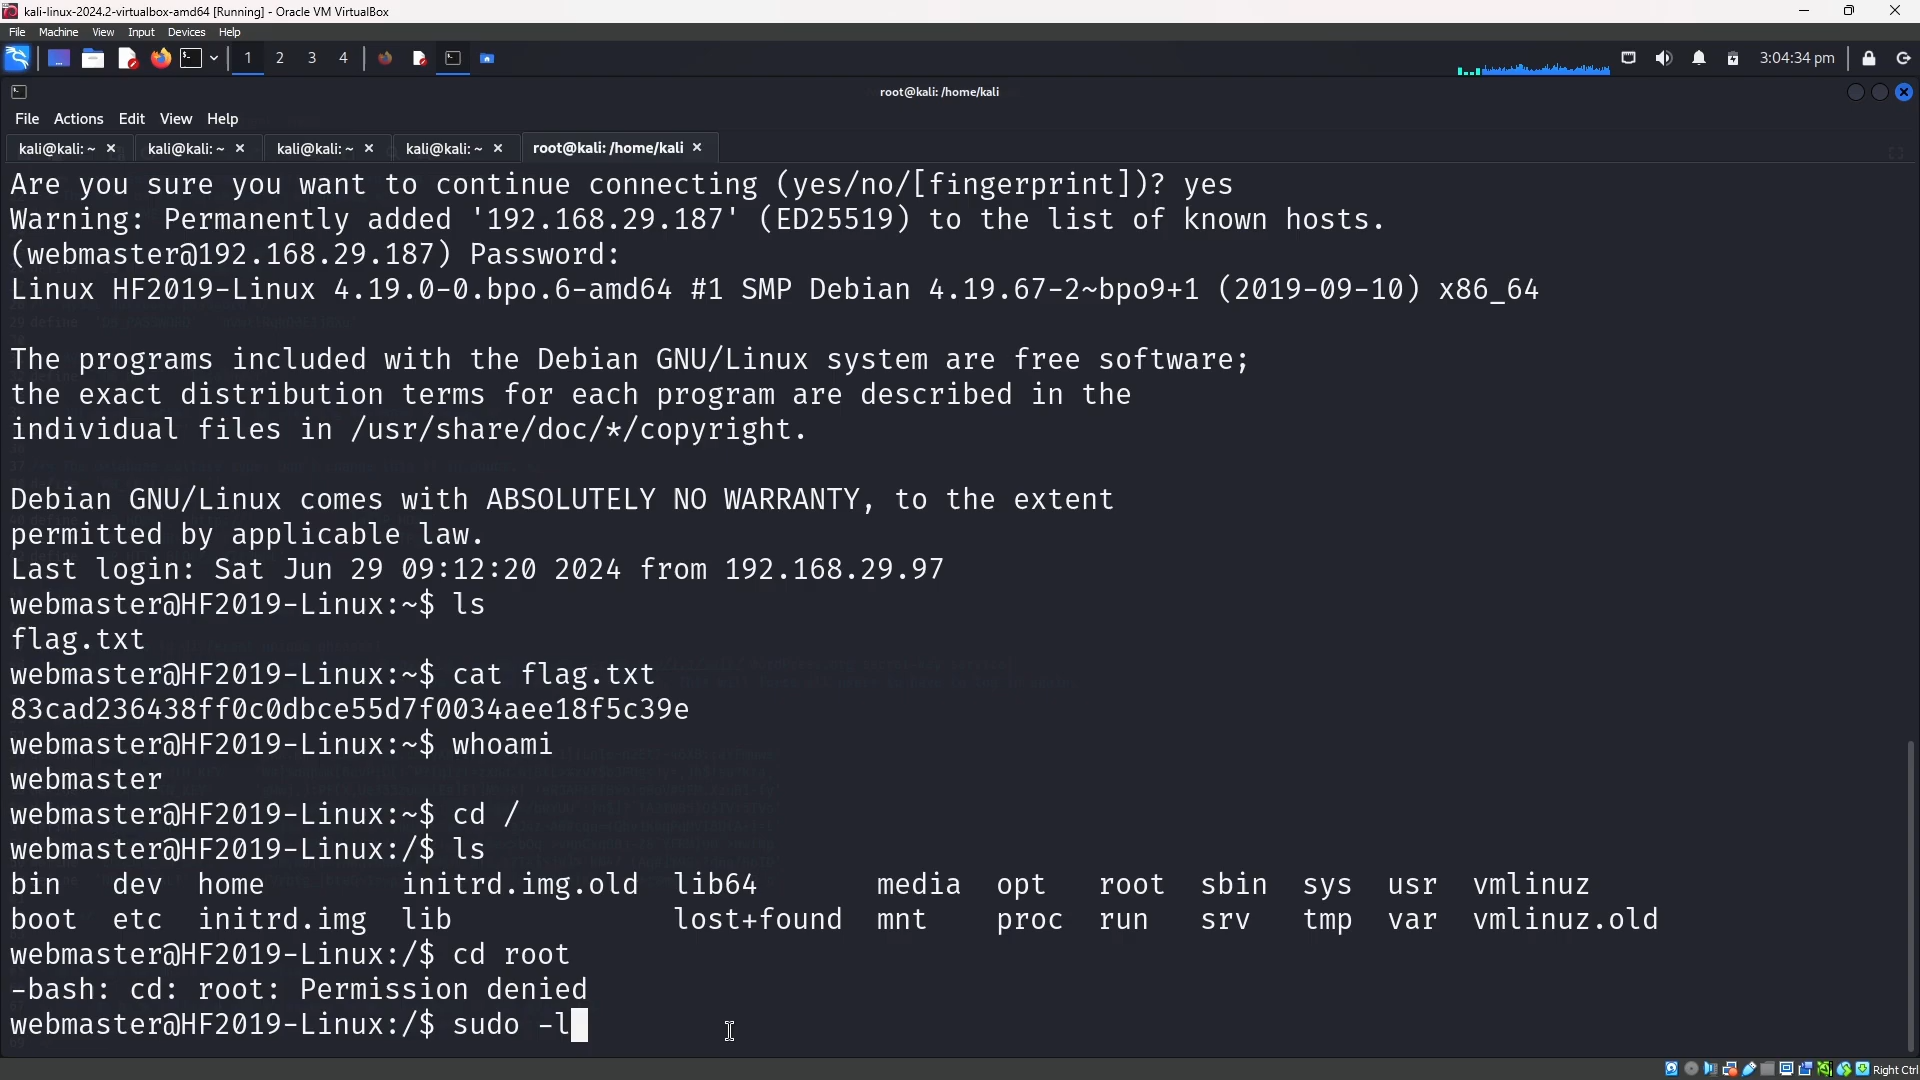 kali-linux-2024.2-virtualbox-amd64 [Running] - Oracle VM VirtualBox
File Machine View Input Devices Help
1 2 3 4 3:04:34 pm
root@kali: /home/kali
File Actions Edit View Help
kali@kali: ~ × kali@kali: ~ × kali@kali: ~ × kali@kali: ~ × root@kali: /home/kali ×
Are you sure you want to continue connecting (yes/no/[fingerprint])? yes
Warning: Permanently added '192.168.29.187' (ED25519) to the list of known hosts.
(webmaster@192.168.29.187) Password:
Linux HF2019-Linux 4.19.0-0.bpo.6-amd64 #1 SMP Debian 4.19.67-2~bpo9+1 (2019-09-10) x86_64
The programs included with the Debian GNU/Linux system are free software;
the exact distribution terms for each program are described in the
individual files in /usr/share/doc/*/copyright.
Debian GNU/Linux comes with ABSOLUTELY NO WARRANTY, to the extent
permitted by applicable law.
Last login: Sat Jun 29 09:12:20 2024 from 192.168.29.97
webmaster@HF2019-Linux:~$ ls
flag.txt
webmaster@HF2019-Linux:~$ cat flag.txt
83cad236438ff0c0dbce55d7f0034aee18f5c39e
webmaster@HF2019-Linux:~$ whoami
webmaster
webmaster@HF2019-Linux:~$ cd /
webmaster@HF2019-Linux:/$ ls
bin dev home initrd.img.old lib64 media opt root sbin sys usr vmlinuz
boot etc initrd.img lib lost+found mnt proc run srv tmp var vmlinuz.old
webmaster@HF2019-Linux:/$ cd root
-bash: cd: root: Permission denied
webmaster@HF2019-Linux:/$ sudo -l
Right Ctrl